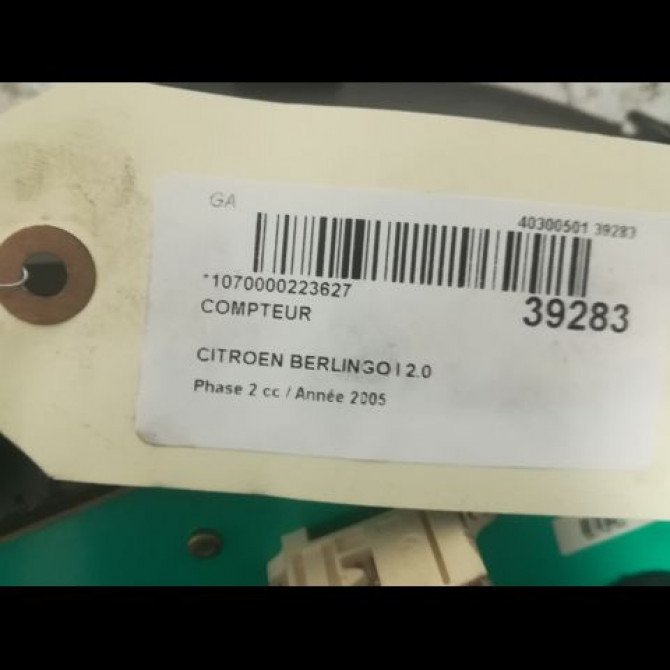 GA
40300501 39283
*1070000223627
39283
COMPTEUR
CITROEN BERLINGO I 2.0
Phase 2 cc / Année 2005